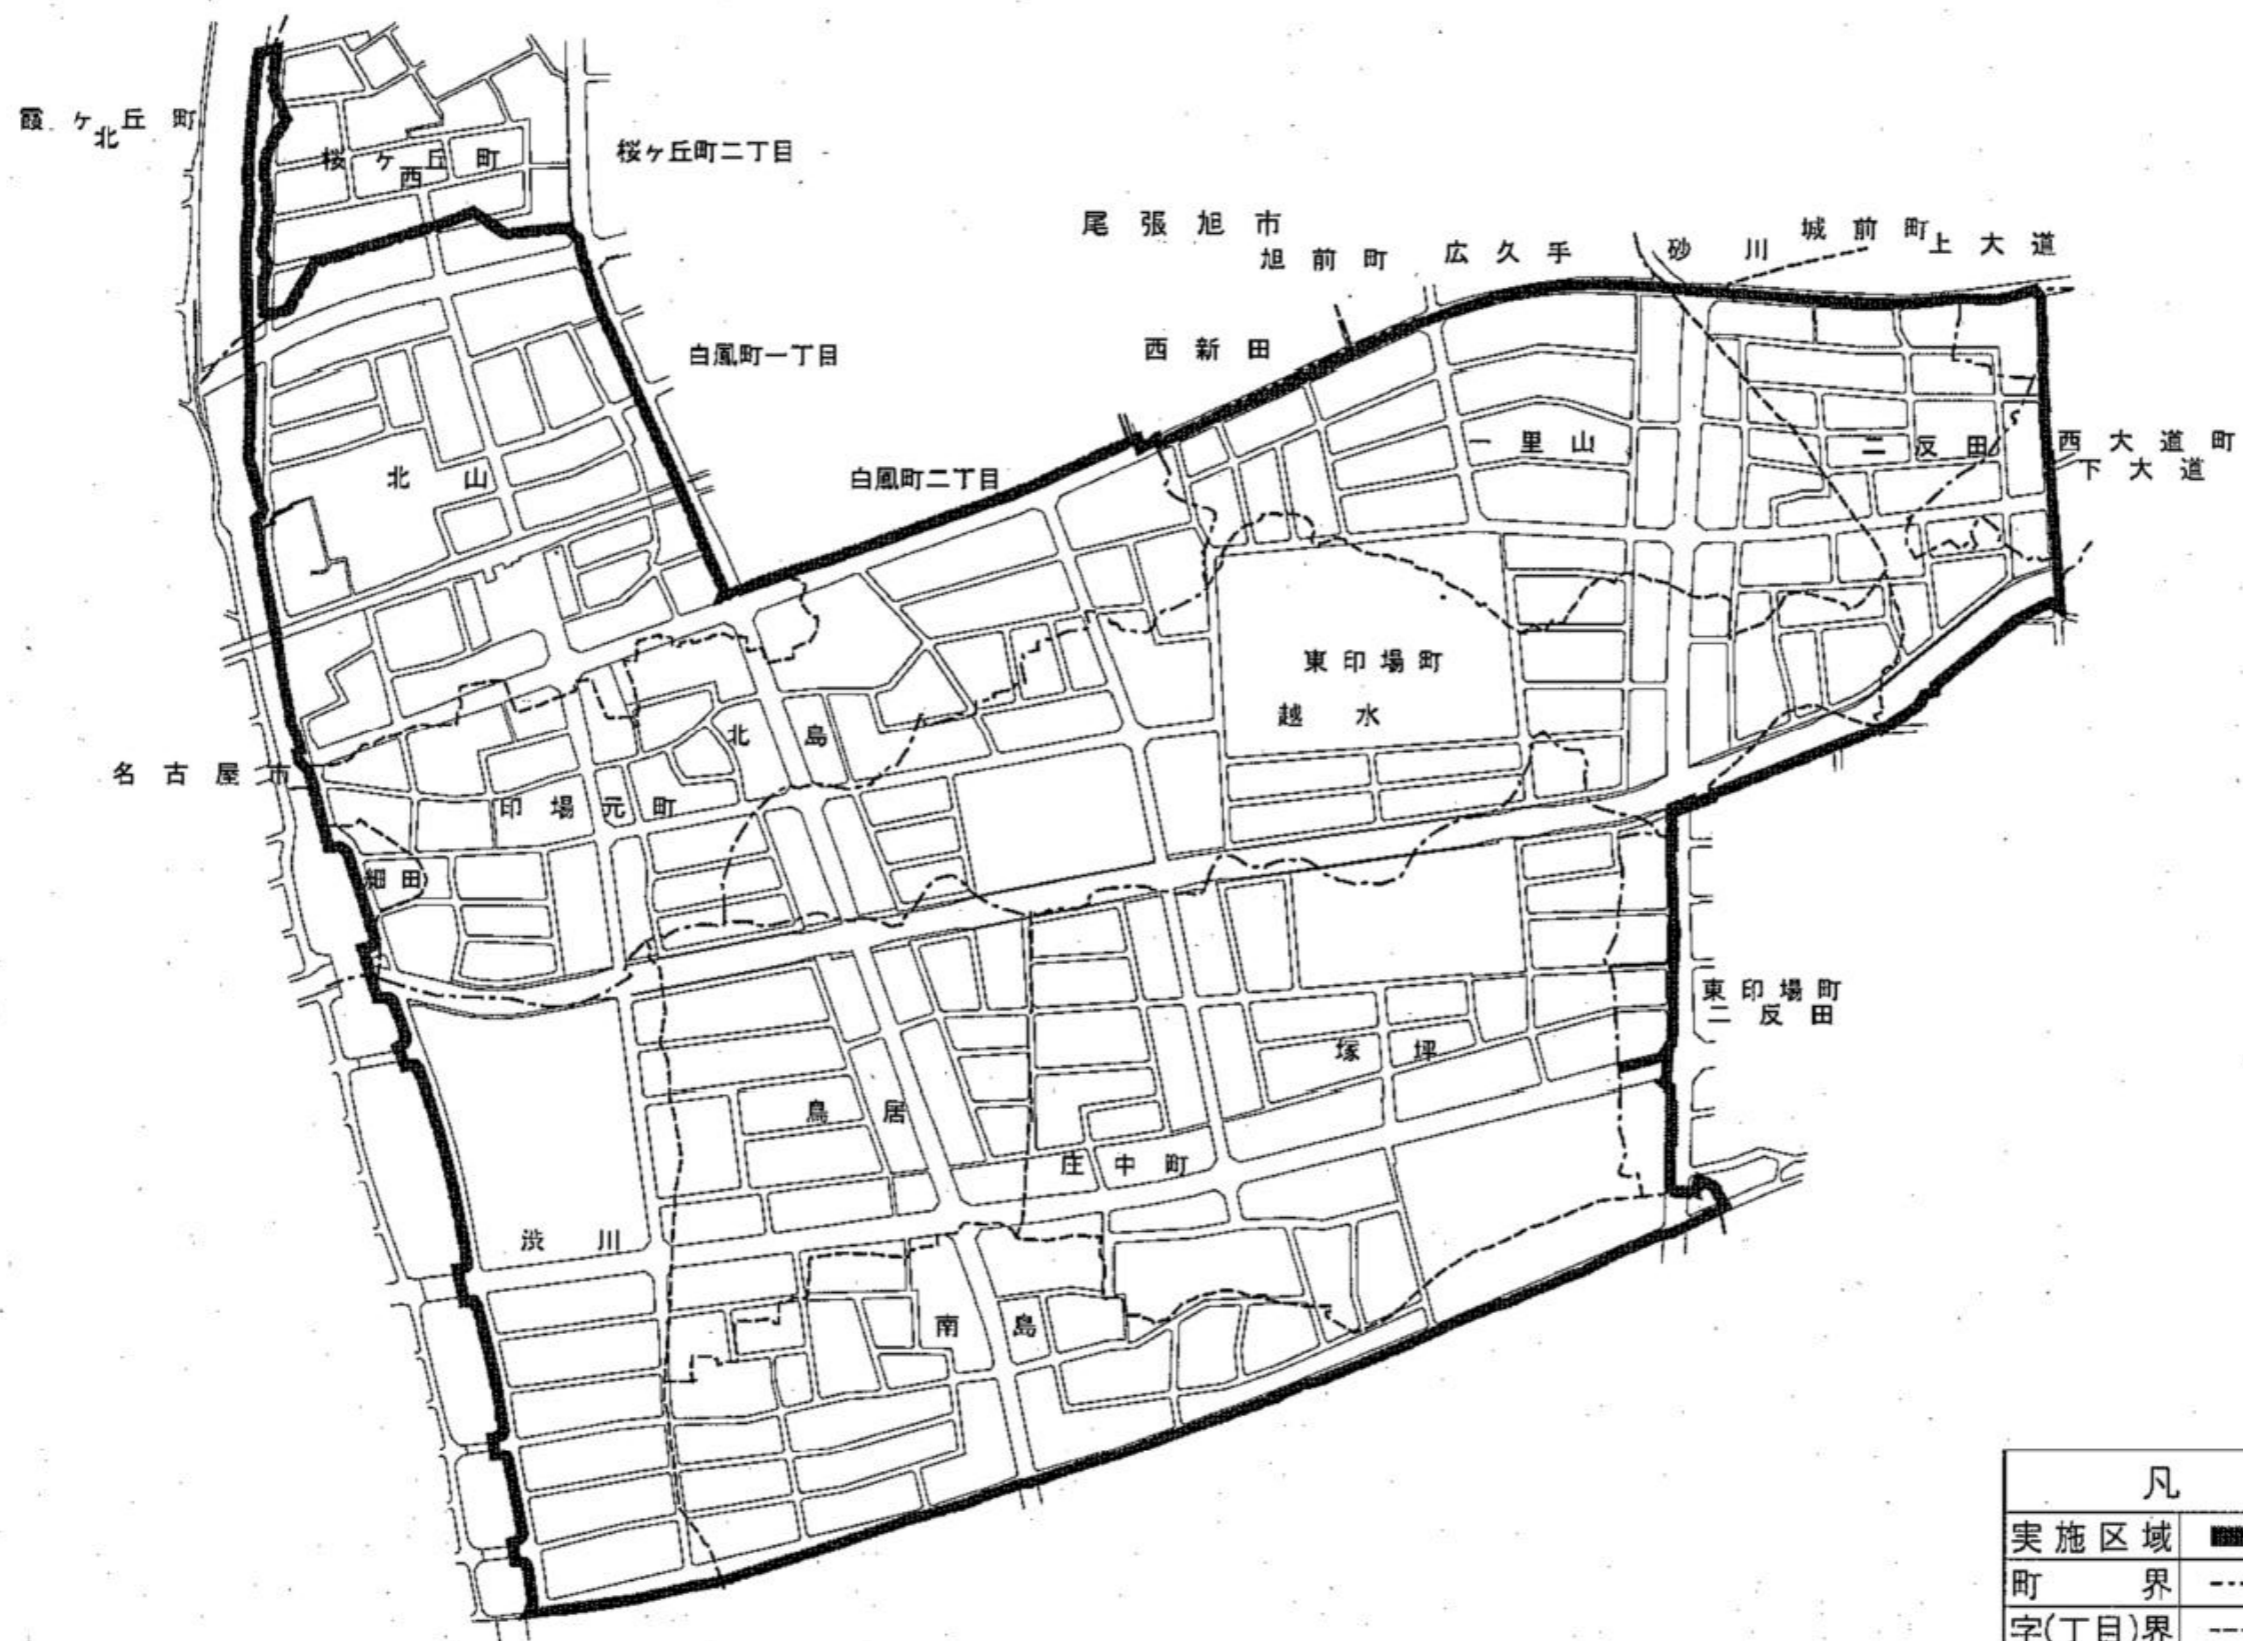 霞ヶ丘町
北
桜ヶ丘町
西
桜ヶ丘町二丁目
尾張旭市
旭前町
広久手
砂川
城前町
上大道
白鳳町一丁目
西新田
白鳳町二丁目
一里山
二反田
西大道町
下大道
北山
東印場町
越水
北島
名古屋市
印場元町
細田
東印場町
二反田
塚坪
鳥居
庄中町
渋川
南島
凡
実施区域
町界
字(丁目)界